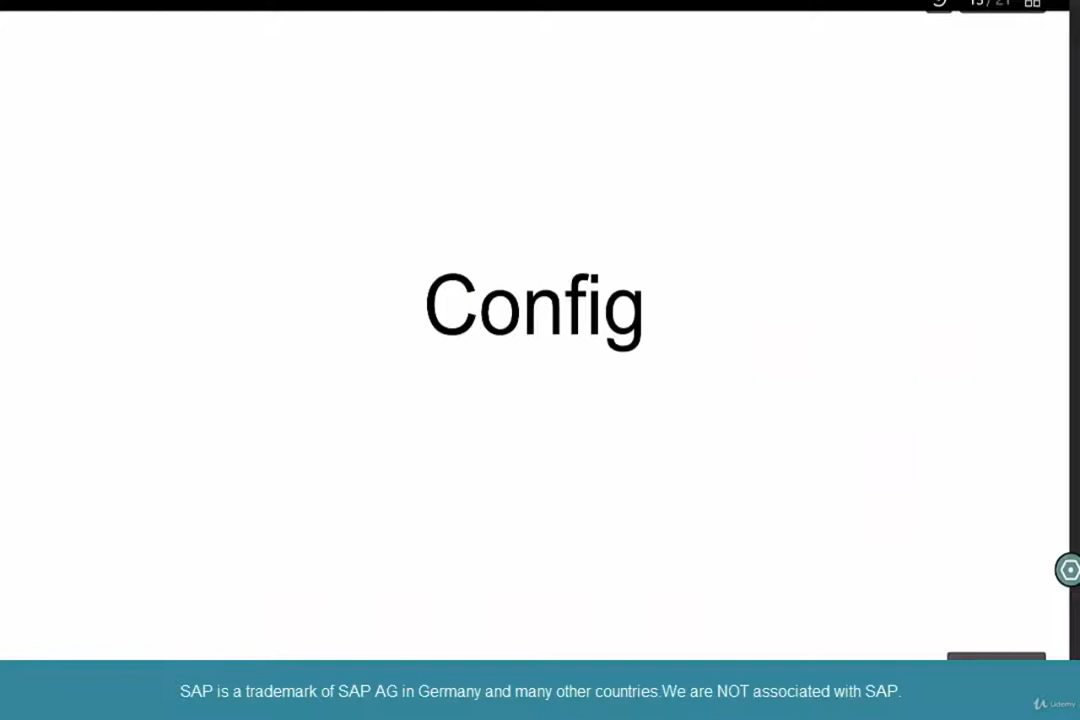 Config
SAP is a trademark of SAP AG in Germany and many other countries.We are NOT associated with SAP.
Udemy